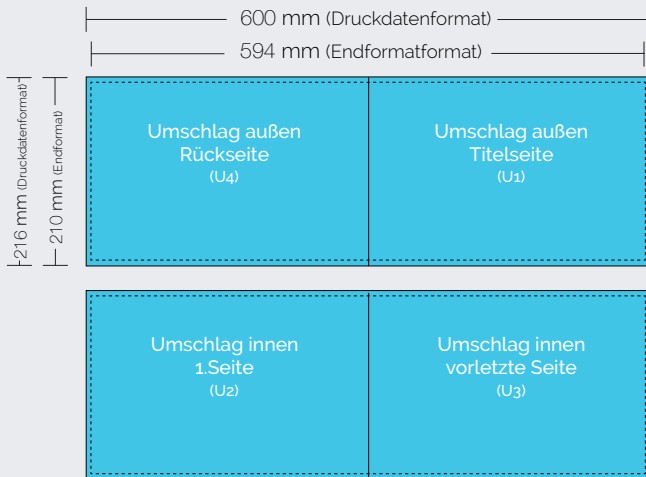 600 mm (Druckdatenformat)
594 mm (Endformatformat)
216 mm (Druckdatenformat)
210 mm (Endformat)
Umschlag außen
Rückseite
(U4)
Umschlag außen
Titelseite
(U1)
Umschlag innen
1.Seite
(U2)
Umschlag innen
vorletzte Seite
(U3)